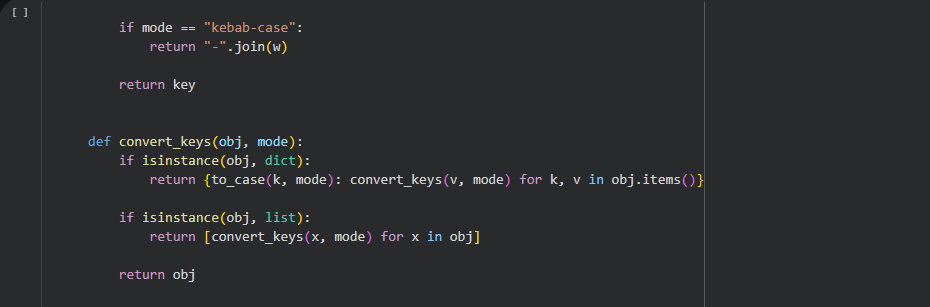 [ ]
if mode == "kebab-case":
return "-".join(w)
return key
def convert_keys(obj, mode):
if isinstance(obj, dict):
return {to_case(k, mode): convert_keys(v, mode) for k, v in obj.items()}
if isinstance(obj, list):
return [convert_keys(x, mode) for x in obj]
return obj